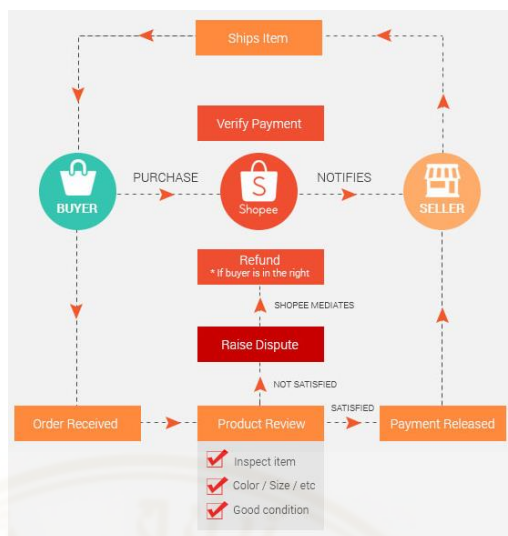 Ships Item
Verify Payment
BUYER
PURCHASE
S
Shopee
NOTIFIES
SELLER
Refund
* If buyer is in the right
SHOPEE MEDIATES
Raise Dispute
NOT SATISFIED
Order Received
Product Review
SATISFIED
Payment Released
Inspect item
Color / Size / etc
Good condition